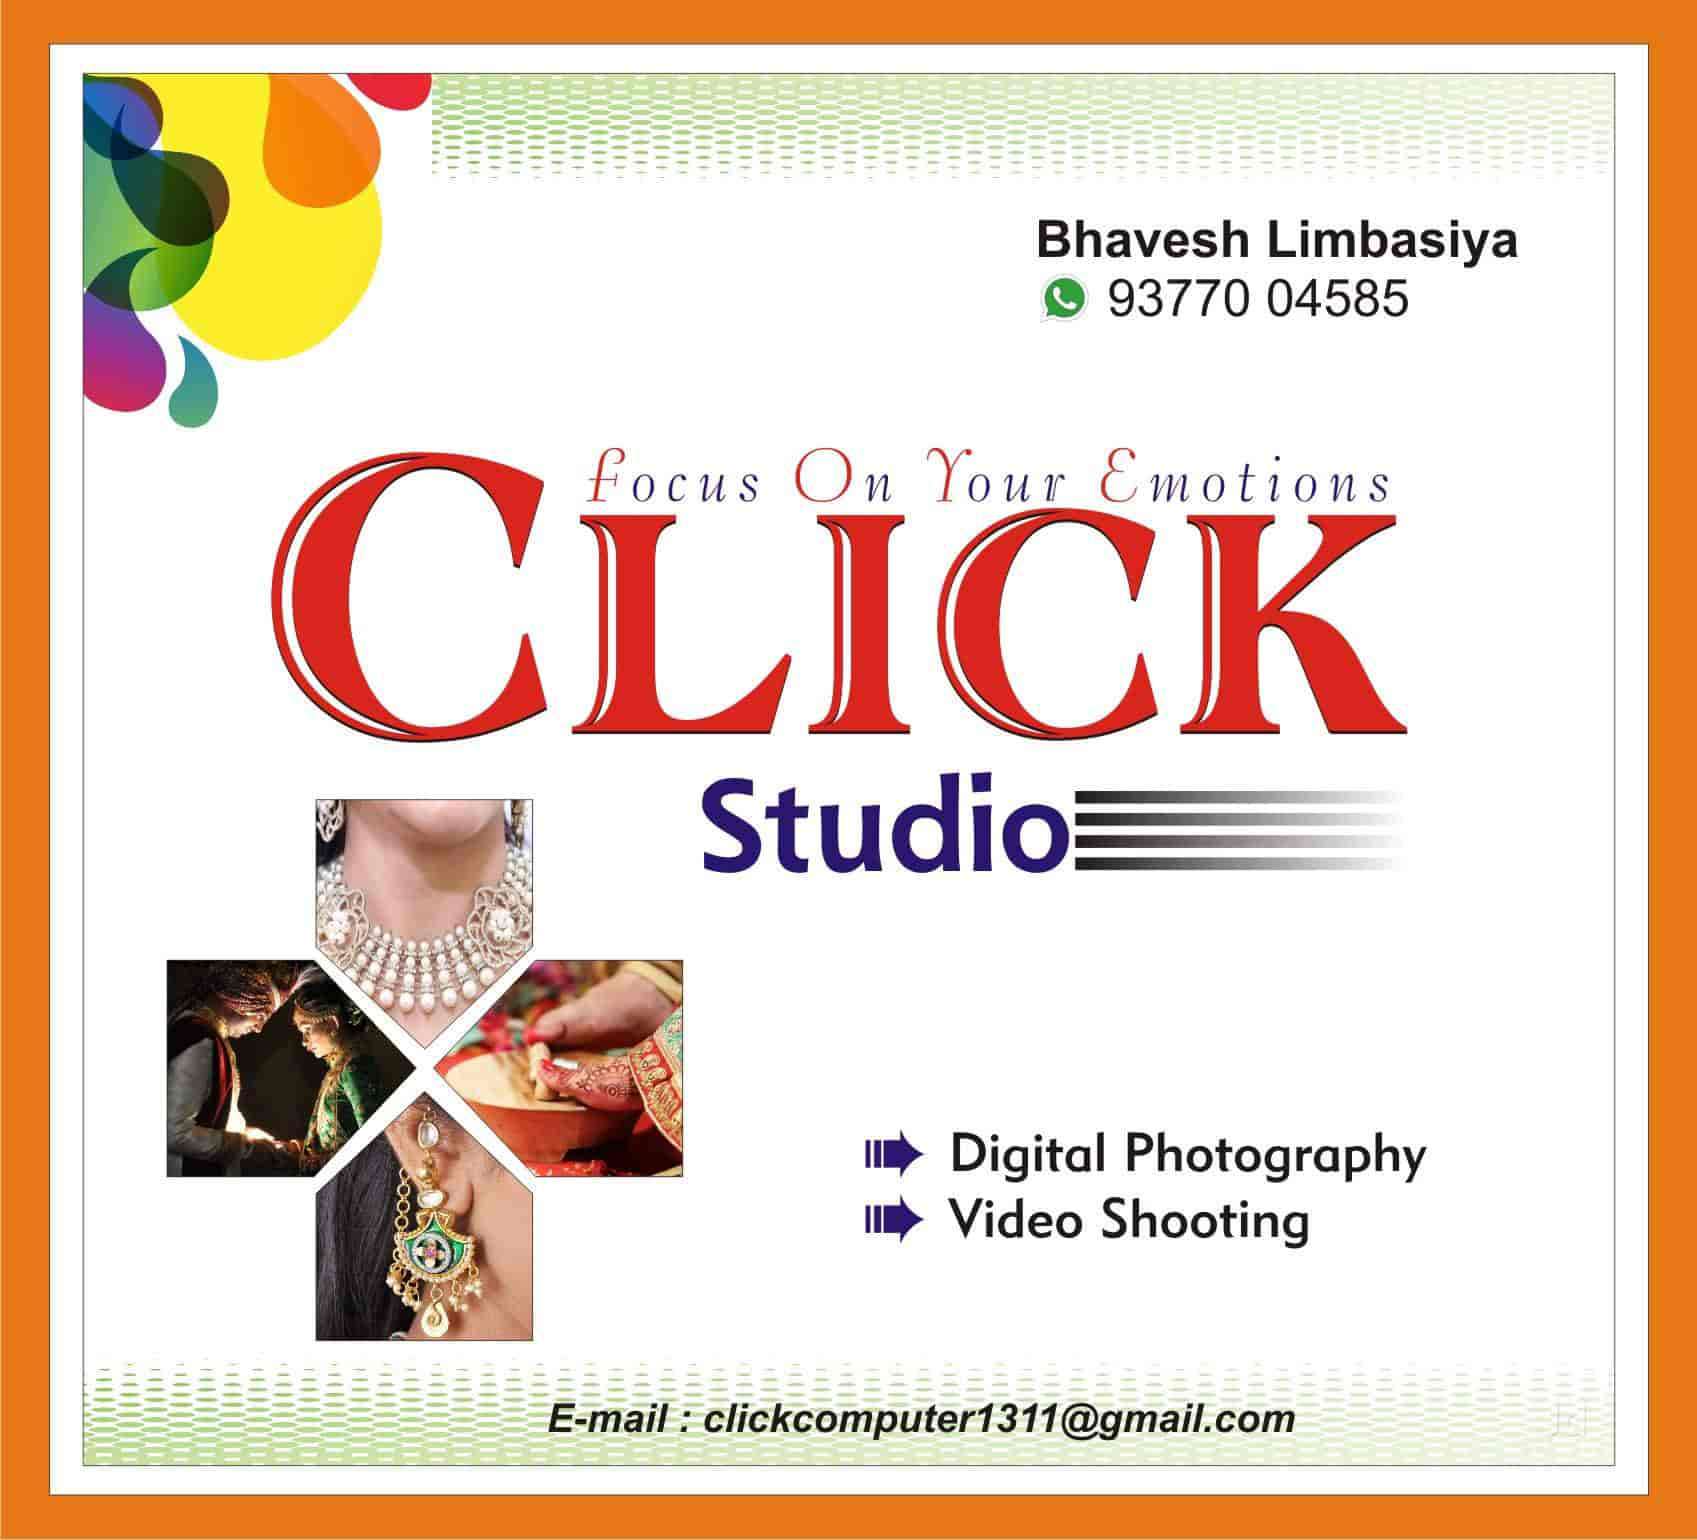 Bhavesh Limbasiya
93770 04585
Focus On Your Emotions
CLICK
Studio
Digital Photography
Video Shooting
E-mail : clickcomputer1311@gmail.com